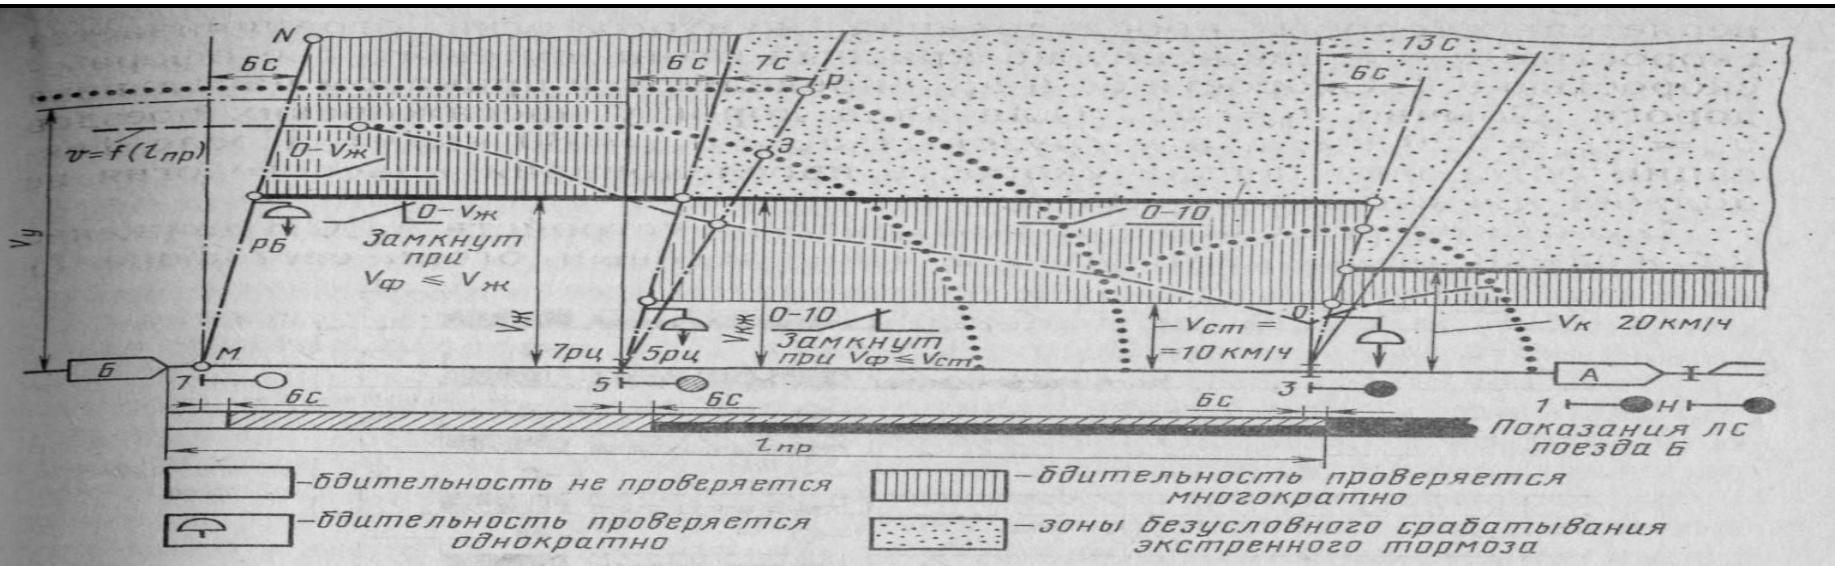 N
6с
6с
7с
13с
6с
Р
v=f(lпр)
0-Vж
Э
Vу
0-Vж
0-10
РБ
Замкнут
при
Vф ≤ Vж
Vж
Vкж
0-10
Замкнут
при Vф≤Vст
Vст =
=10 км/ч
0
Vк 20 км/ч
М
7рц
5рц
Б
А
7
5
3
1
Н
6с
6с
6с
Показания ЛС
поезда Б
lпр
-бдительность не проверяется
-бдительность проверяется
многократно
-бдительность проверяется
однократно
-зоны безусловного срабатывания
экстренного тормоза